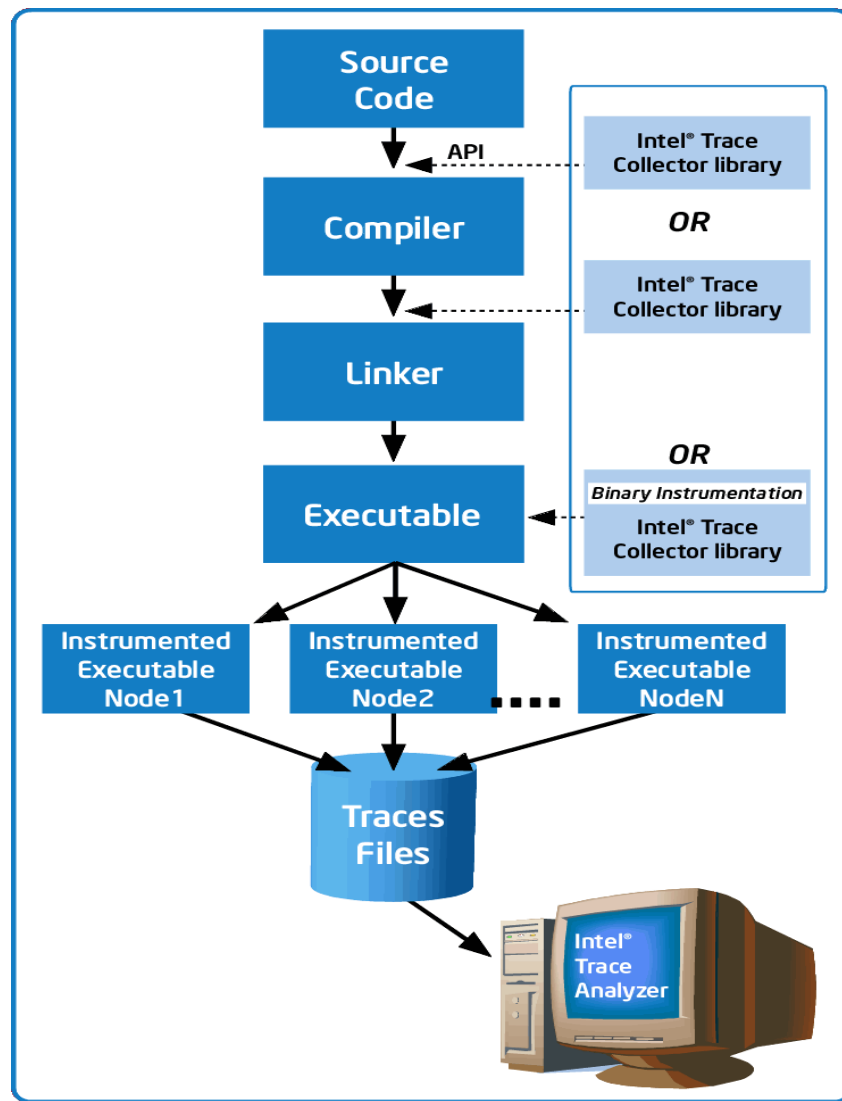 Source
Code
API
Intel® Trace
Collector library
OR
Compiler
Intel® Trace
Collector library
Linker
OR
Binary Instrumentation
Intel® Trace
Collector library
Executable
Instrumented
Executable
Node1
Instrumented
Executable
Node2
Instrumented
Executable
NodeN
Traces
Files
Intel®
Trace
Analyzer